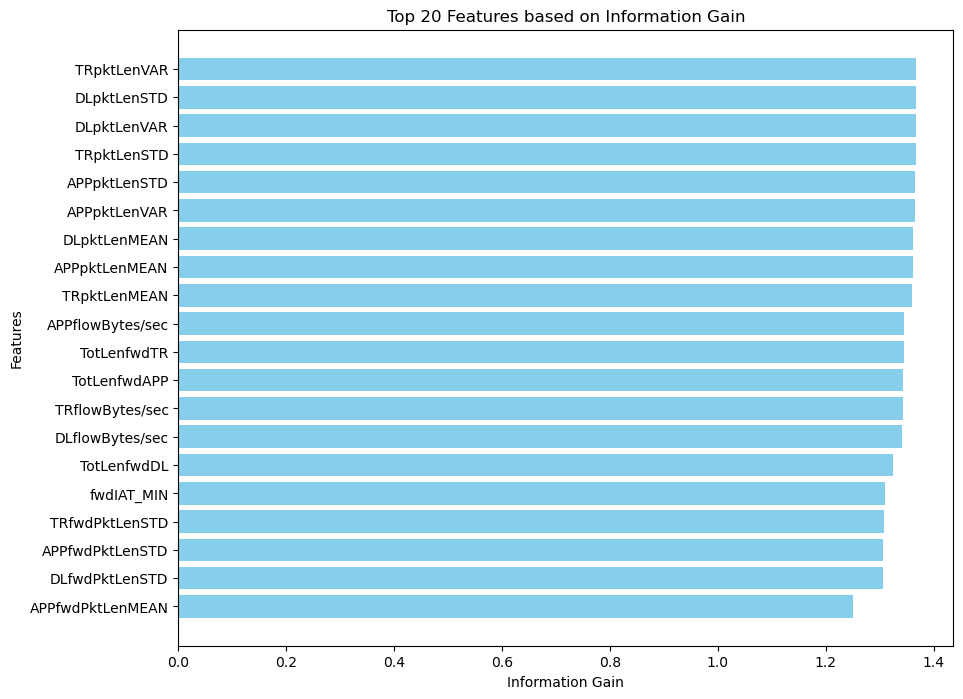 Top 20 Features based on Information Gain
TRpktLenVAR
DLpktLenSTD
DLpktLenVAR
TRpktLenSTD
APPpktLenSTD
APPpktLenVAR
DLpktLenMEAN
APPpktLenMEAN
TRpktLenMEAN
APPflowBytes/sec
TotLenfwdTR
TotLenfwdAPP
TRflowBytes/sec
DLflowBytes/sec
TotLenfwdDL
fwdIAT_MIN
TRfwdPktLenSTD
APPfwdPktLenSTD
DLfwdPktLenSTD
APPfwdPktLenMEAN
Features
0.0 0.2 0.4 0.6 0.8 1.0 1.2 1.4
Information Gain